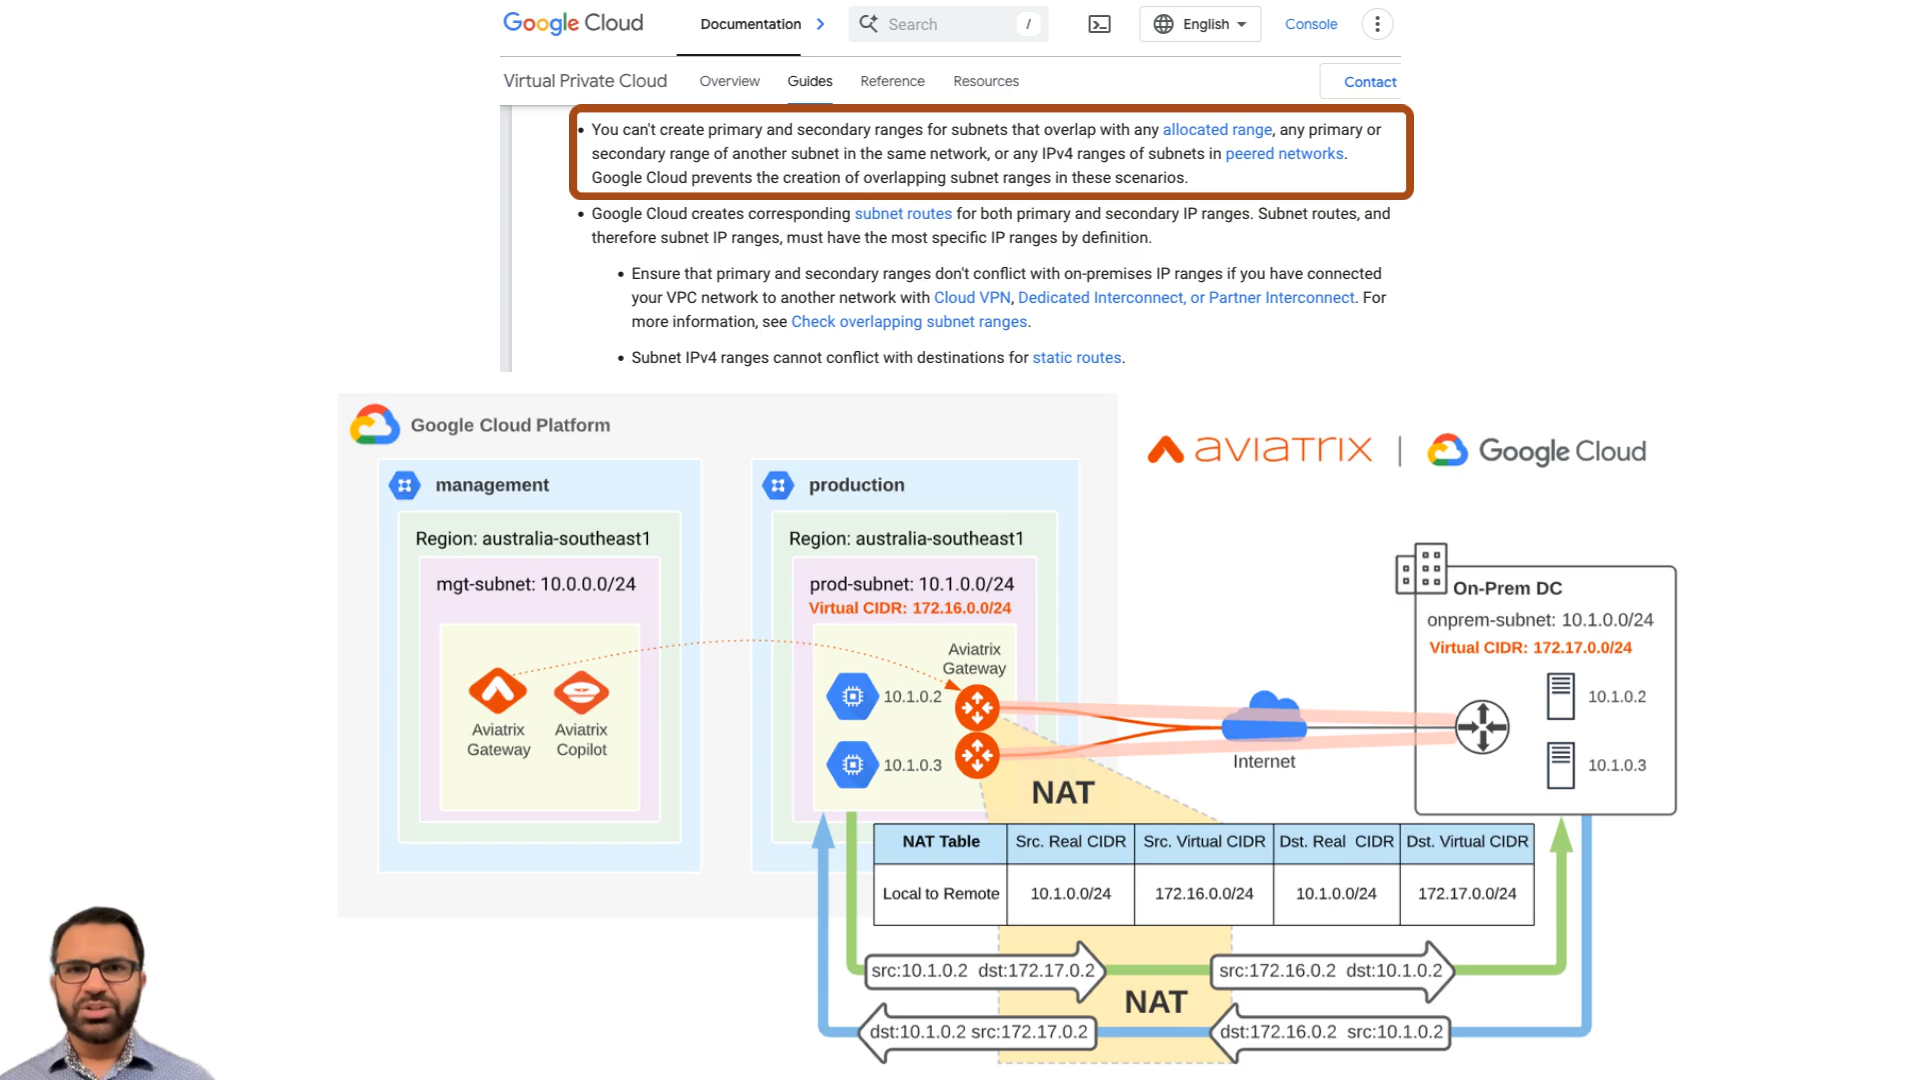 Google Cloud
Documentation
Search
/
English
Console
Virtual Private Cloud
Overview
Guides
Reference
Resources
Contact
You can't create primary and secondary ranges for subnets that overlap with any allocated range, any primary or
secondary range of another subnet in the same network, or any IPv4 ranges of subnets in peered networks.
Google Cloud prevents the creation of overlapping subnet ranges in these scenarios.
Google Cloud creates corresponding subnet routes for both primary and secondary IP ranges. Subnet routes, and
therefore subnet IP ranges, must have the most specific IP ranges by definition.
Ensure that primary and secondary ranges don't conflict with on-premises IP ranges if you have connected
your VPC network to another network with Cloud VPN, Dedicated Interconnect, or Partner Interconnect. For
more information, see Check overlapping subnet ranges.
Subnet IPv4 ranges cannot conflict with destinations for static routes.
Google Cloud Platform
aviatrix | Google Cloud
management
Region: australia-southeast1
mgt-subnet: 10.0.0.0/24
Aviatrix
Gateway
Aviatrix
Copilot
production
Region: australia-southeast1
prod-subnet: 10.1.0.0/24
Virtual CIDR: 172.16.0.0/24
Aviatrix
Gateway
10.1.0.2
10.1.0.3
Internet
On-Prem DC
onprem-subnet: 10.1.0.0/24
Virtual CIDR: 172.17.0.0/24
10.1.0.2
10.1.0.3
NAT
NAT Table Src. Real CIDR Src. Virtual CIDR Dst. Real CIDR Dst. Virtual CIDR
Local to Remote 10.1.0.0/24 172.16.0.0/24 10.1.0.0/24 172.17.0.0/24
src:10.1.0.2 dst:172.17.0.2
src:172.16.0.2 dst:10.1.0.2
NAT
dst:10.1.0.2 src:172.17.0.2
dst:172.16.0.2 src:10.1.0.2